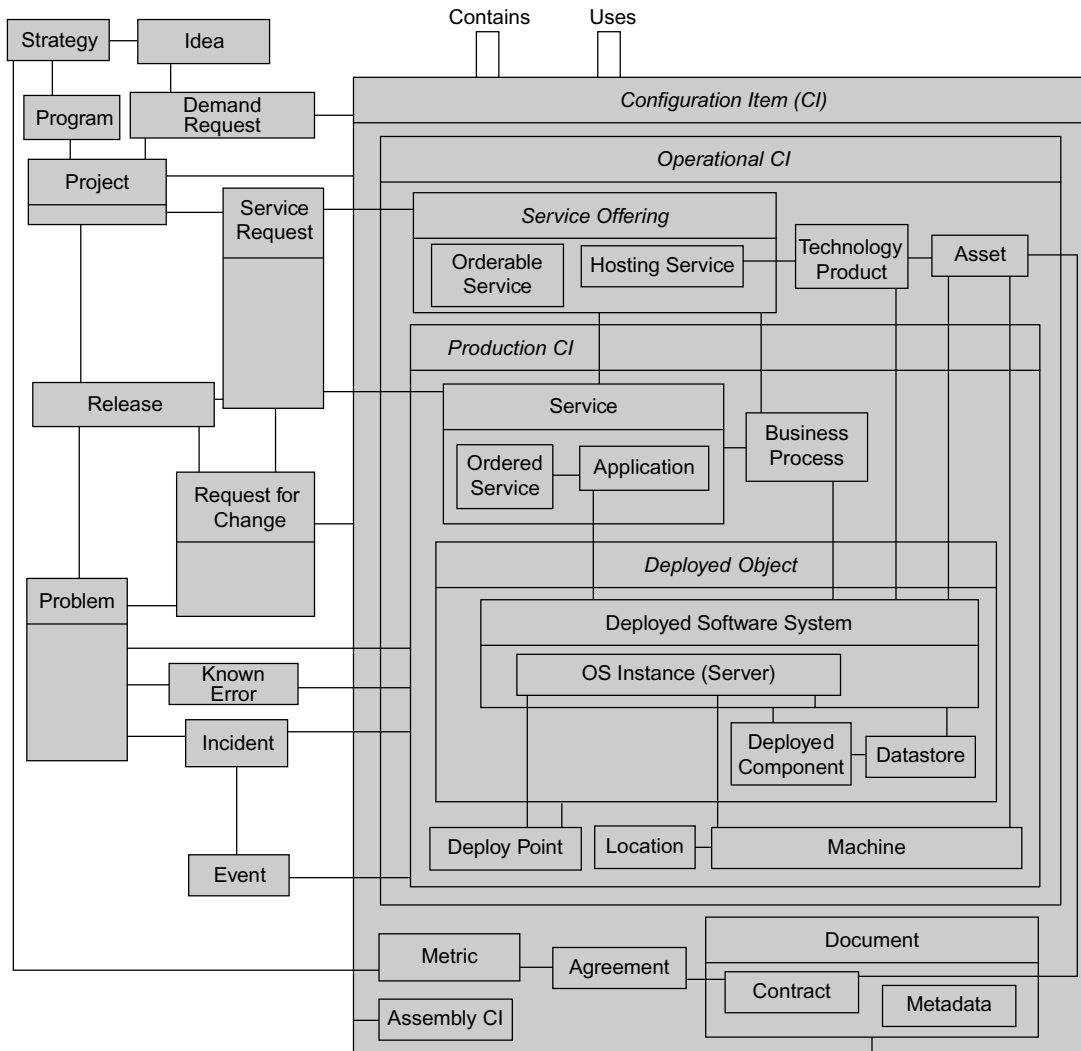 Contains
Uses
Strategy
Idea
Program
Demand
Request
Configuration Item (CI)
Project
Operational CI
Service
Request
Service Offering
Orderable
Service
Hosting Service
Technology
Product
Asset
Production CI
Release
Service
Ordered
Service
Application
Business
Process
Request for
Change
Deployed Object
Problem
Deployed Software System
OS Instance (Server)
Known
Error
Incident
Deployed
Component
Datastore
Deploy Point
Location
Machine
Event
Metric
Agreement
Document
Contract
Metadata
Assembly CI